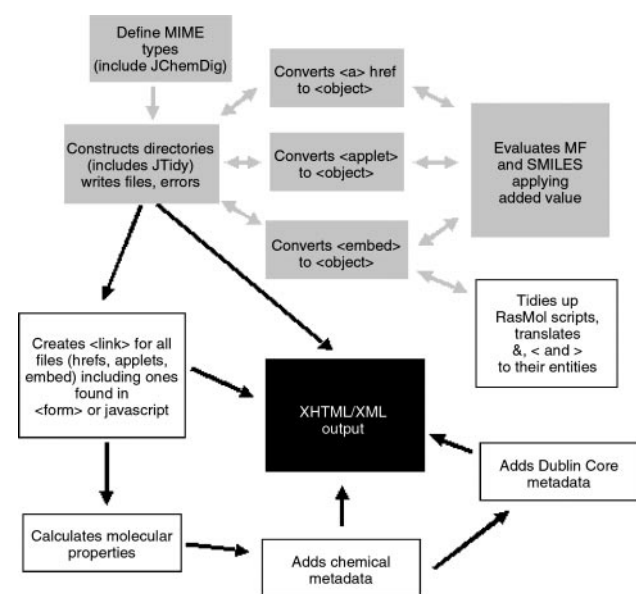 Define MIME
types
(include JChemDig)
Converts <a> href
to <object>
Constructs directories
(includes JTidy)
writes files, errors
Converts <applet>
to <object>
Evaluates MF
and SMILES
applying
added value
Converts <embed>
to <object>
Tidies up
RasMol scripts,
translates
&, < and >
to their entities
Creates <link> for all
files (hrefs, applets,
embed) including ones
found in
<form> or javascript
XHTML/XML
output
Adds Dublin Core
metadata
Calculates molecular
properties
Adds chemical
metadata